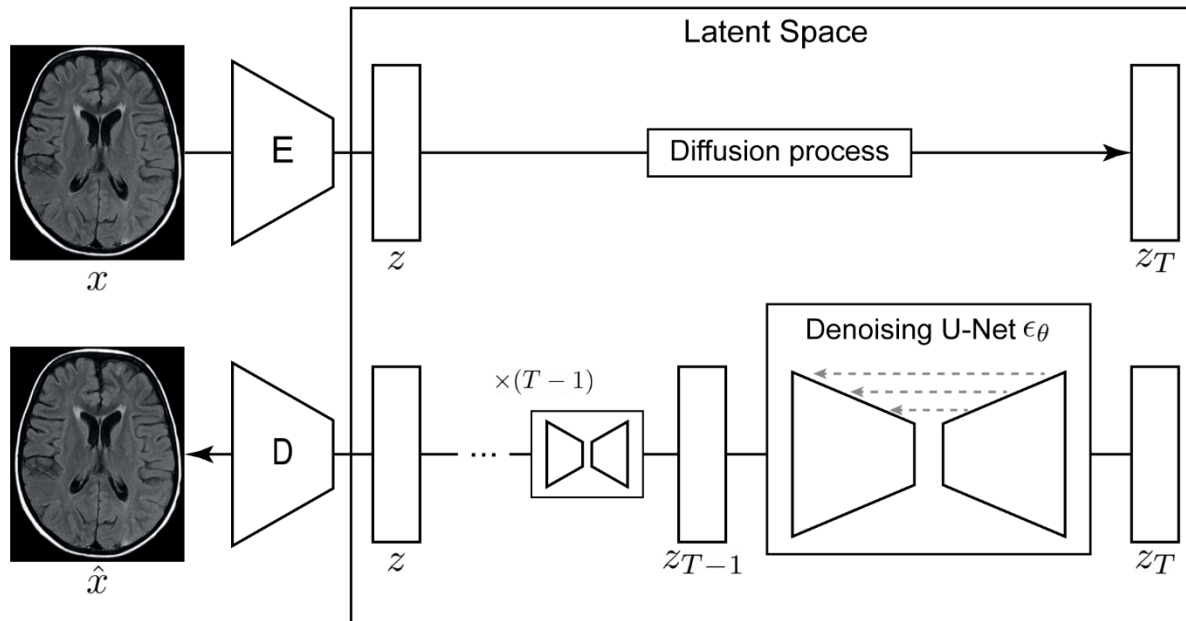 Latent Space
E
Diffusion process
x
z
z_T
Denoising U-Net ϵ_θ
×(T − 1)
D
...
x̂
z
z_{T−1}
z_T